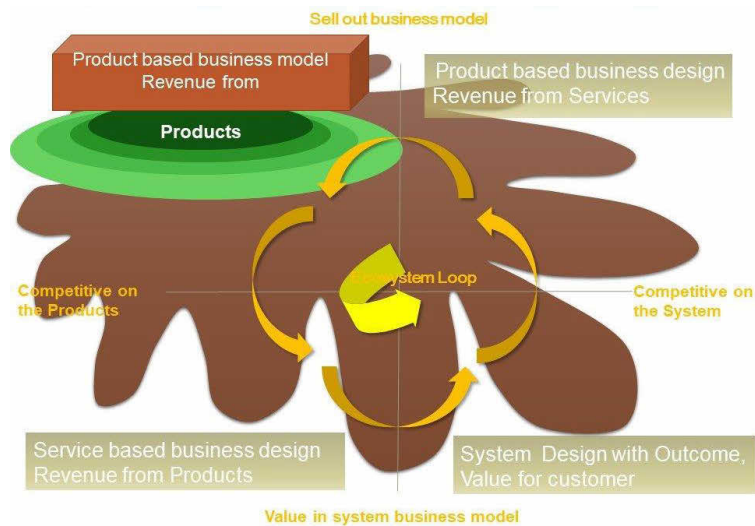 Sell out business model
Product based business model
Revenue from
Products
Product based business design
Revenue from Services
Ecosystem Loop
Competitive on
the Products
Competitive on
the System
Service based business design
Revenue from Products
System Design with Outcome,
Value for customer
Value in system business model